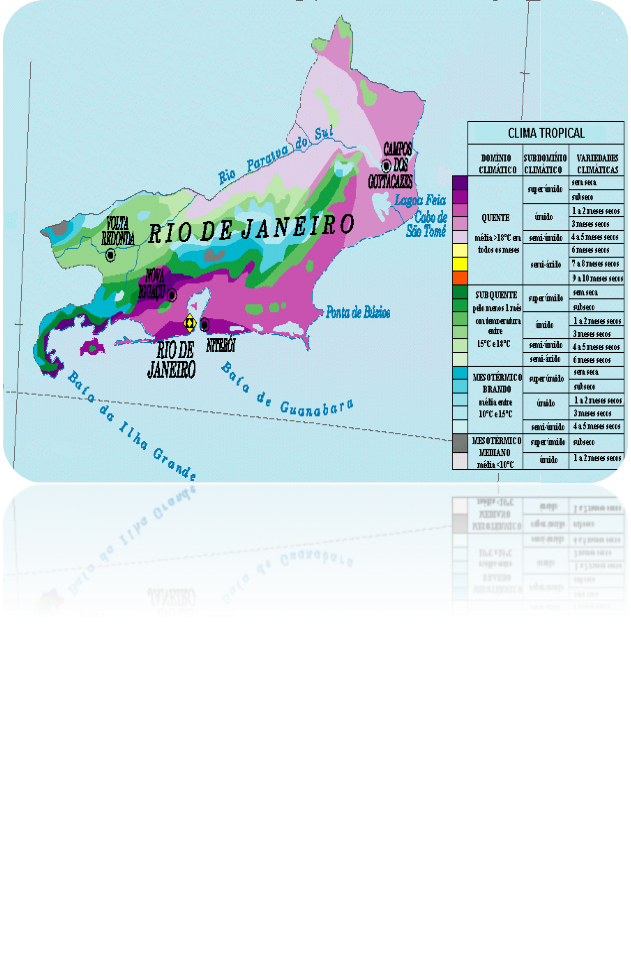 Rio Paraíva do Sul
CAMPOS
DOS
GOYTACAZES
Lagoa Feia
Cabo de
São Tomé
VOLTA
REDONDA
RIO DE JANEIRO
NOVA
IGUAÇU
Ponta de Búzios
RIO DE
JANEIRO
NITERÓI
Baía de Guanabara
Baía da Ilha Grande
CLIMA TROPICAL
DOMÍNIO
CLIMÁTICO
SUBDOMÍNIO
CLIMÁTICO
VARIEDADES
CLIMÁTICAS
QUENTE
média >18°C em
todos os meses
super úmido
sem seca
subseco
úmido
1 a 2 meses secos
3 meses secos
semi-úmido
4 a 5 meses secos
semi-árido
6 meses secos
7 a 8 meses secos
9 a 10 meses secos
SUBQUENTE
pelo menos 1 mês
com temperatura
entre
15°C e 18°C
super úmido
sem seca
subseco
úmido
1 a 2 meses secos
3 meses secos
semi-úmido
4 a 5 meses secos
semi-árido
6 meses secos
MESOTÉRMICO
BRANDO
média entre
10°C e 15°C
super úmido
sem seca
subseco
úmido
1 a 2 meses secos
3 meses secos
semi-úmido
4 a 5 meses secos
MESOTÉRMICO
MEDIANO
média <10°C
super úmido
subseco
úmido
1 a 2 meses secos